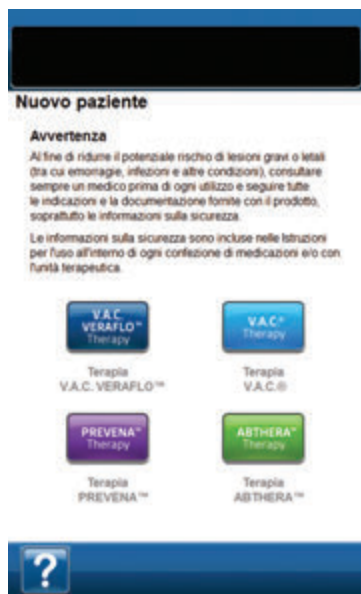 Nuovo paziente
Avvertenza
Al fine di ridurre il potenziale rischio di lesioni gravi o letali
(tra cui emorragie, infezioni e altre condizioni), consultare
sempre un medico prima di ogni utilizzo e seguire tutte
le indicazioni e la documentazione fornite con il prodotto,
soprattutto le informazioni sulla sicurezza.
Le informazioni sulla sicurezza sono incluse nelle Istruzioni
per l'uso all'interno di ogni confezione di medicazioni e/o con
l'unità terapeutica.
V.A.C.
VERAFLO™
Therapy
V.A.C.®
Therapy
Terapia
V.A.C. VERAFLO™
Terapia
V.A.C.®
PREVENA™
Therapy
ABTHERA™
Therapy
Terapia
PREVENA™
Terapia
ABTHERA™
?